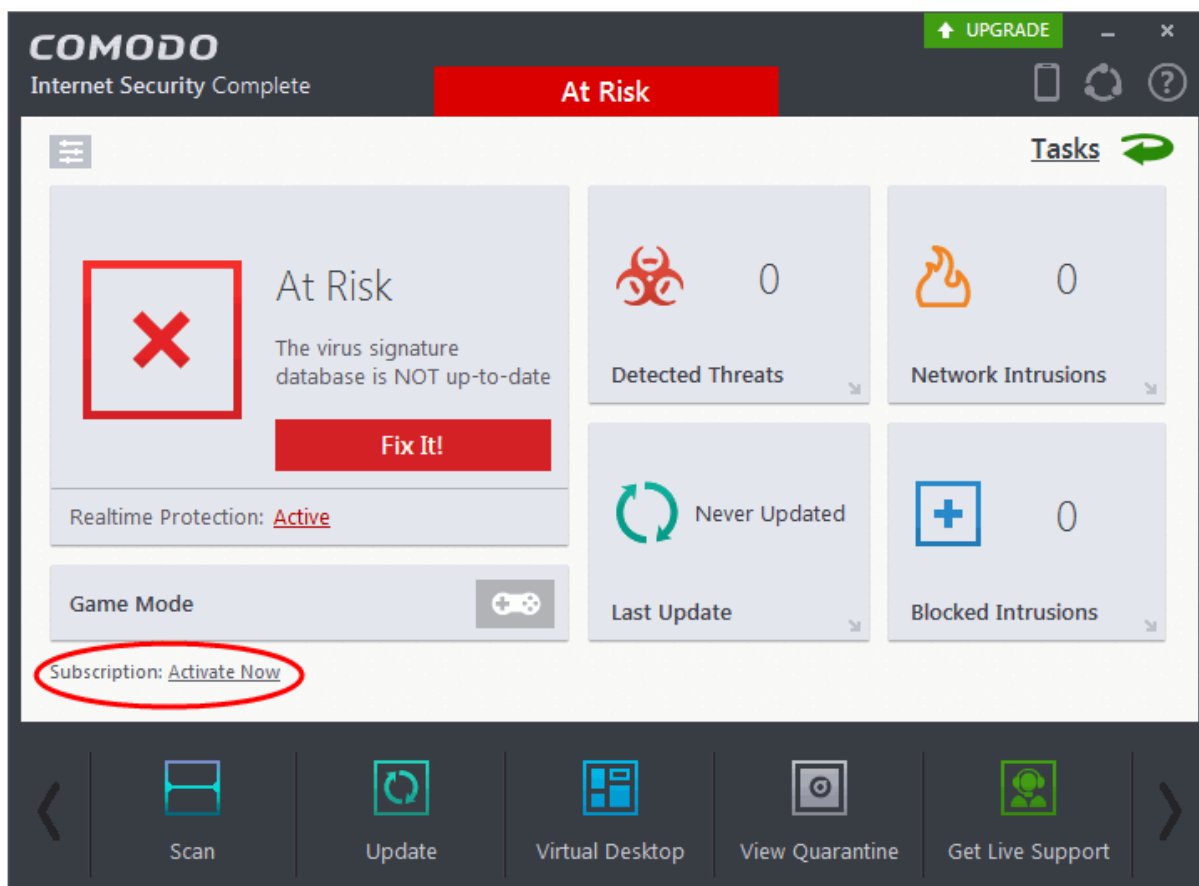 COMODO
Internet Security Complete
UPGRADE
At Risk
Tasks
At Risk
The virus signature
database is NOT up-to-date
Fix It!
Realtime Protection: Active
Game Mode
Subscription: Activate Now
0
Detected Threats
0
Network Intrusions
Never Updated
Last Update
0
Blocked Intrusions
Scan
Update
Virtual Desktop
View Quarantine
Get Live Support